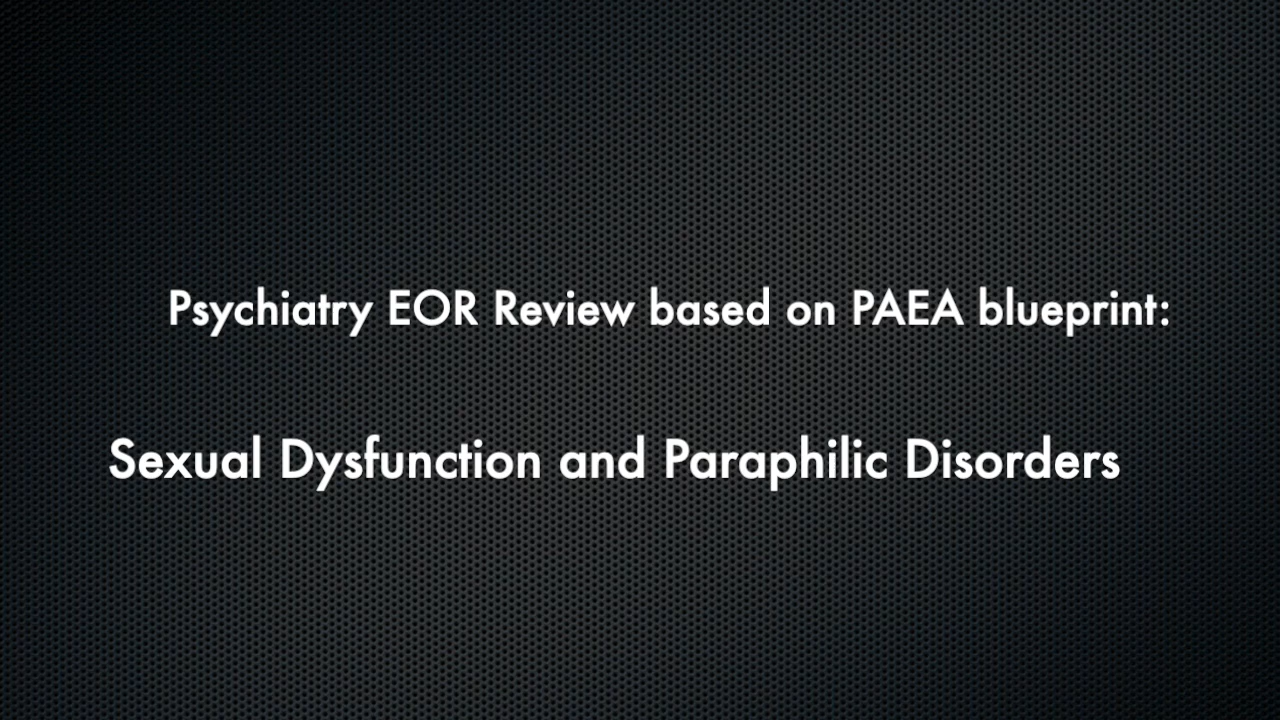 Psychiatry EOR Review based on PAEA blueprint:
Sexual Dysfunction and Paraphilic Disorders